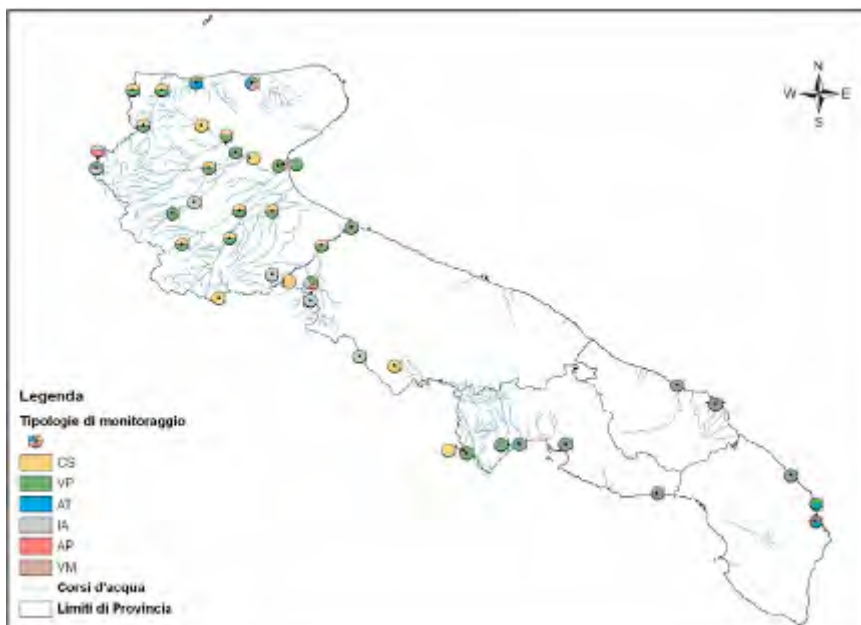 N
W E
S
Legenda
Tipologie di monitoraggio
CS
VP
AT
IA
AP
VM
Corsi d'acqua
Limiti di Provincia